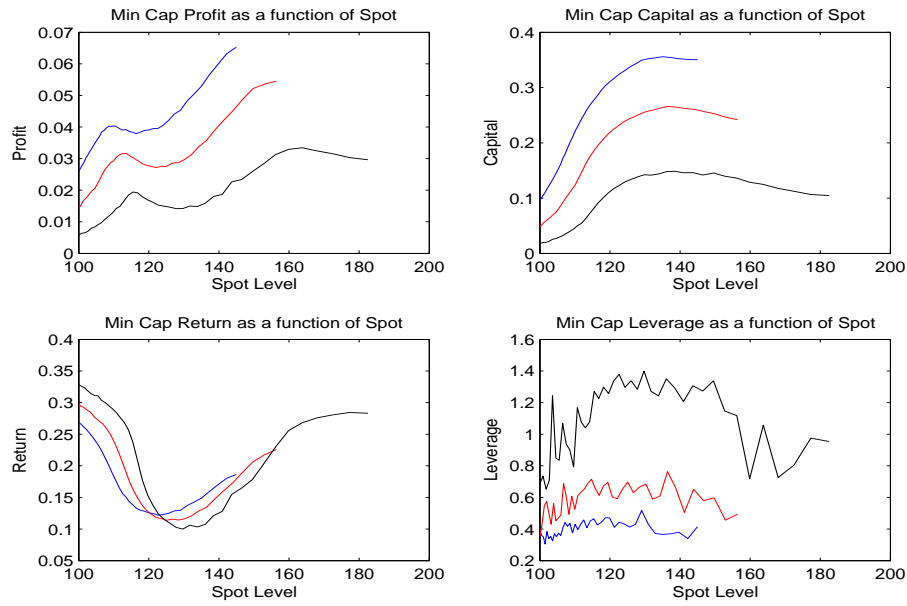 Min Cap Profit as a function of Spot
0.07
0.06
0.05
0.04
0.03
0.02
0.01
0
Profit
100 120 140 160 180 200
Spot Level
Min Cap Capital as a function of Spot
0.4
0.3
0.2
0.1
0
Capital
100 120 140 160 180 200
Spot Level
Min Cap Return as a function of Spot
0.4
0.35
0.3
0.25
0.2
0.15
0.1
0.05
Return
100 120 140 160 180 200
Spot Level
Min Cap Leverage as a function of Spot
1.6
1.4
1.2
1
0.8
0.6
0.4
0.2
Leverage
100 120 140 160 180 200
Spot Level